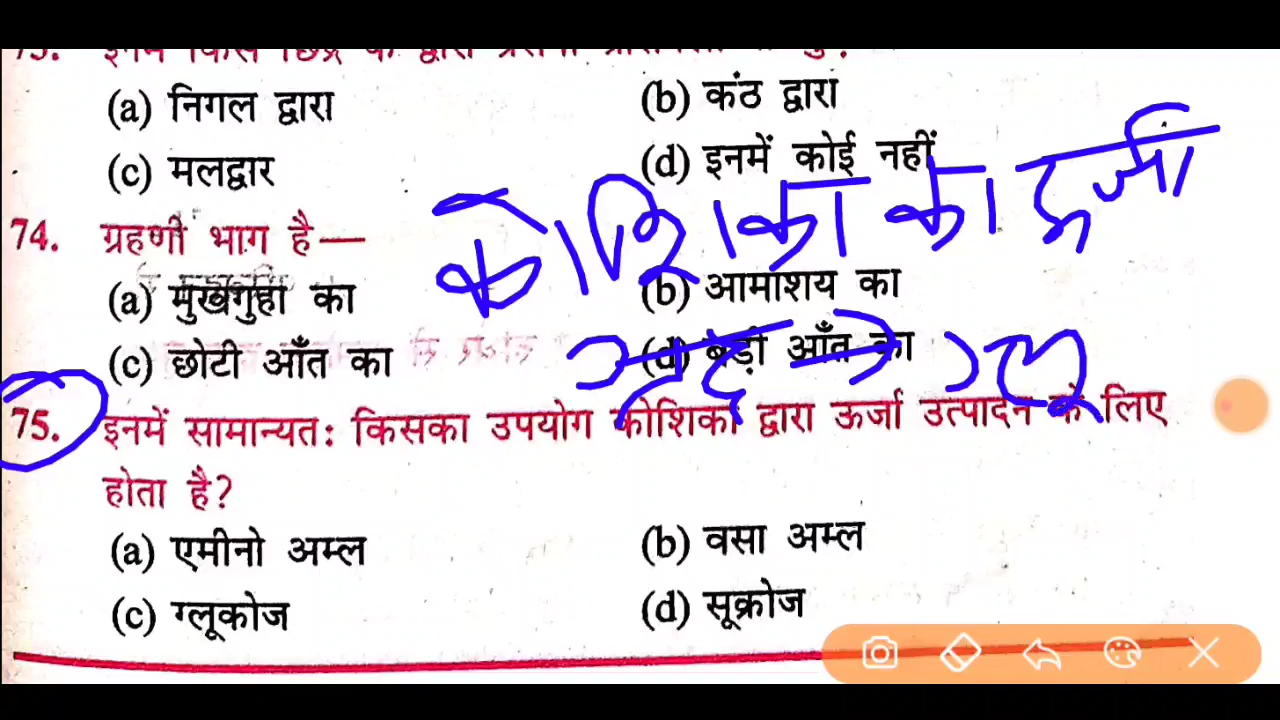 (a) निगल द्वारा (b) कंठ द्वारा
(c) मलद्वार (d) इनमें कोई नहीं
कोशिका का
74. ग्रहणी भाग है—
(a) मुखगुहा का (b) आमाशय का
(c) छोटी आँत का (d) बड़ी आँत का
75. इनमें सामान्यतः किसका उपयोग कोशिका द्वारा ऊर्जा उत्पादन के लिए
होता है?
(a) एमीनो अम्ल (b) वसा अम्ल
(c) ग्लूकोज (d) सूक्रोज